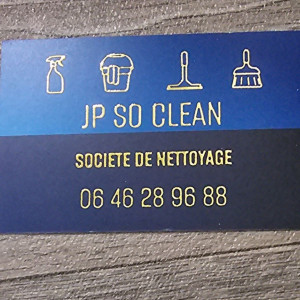 JP SO CLEAN
SOCIETE DE NETTOYAGE
06 46 28 96 88